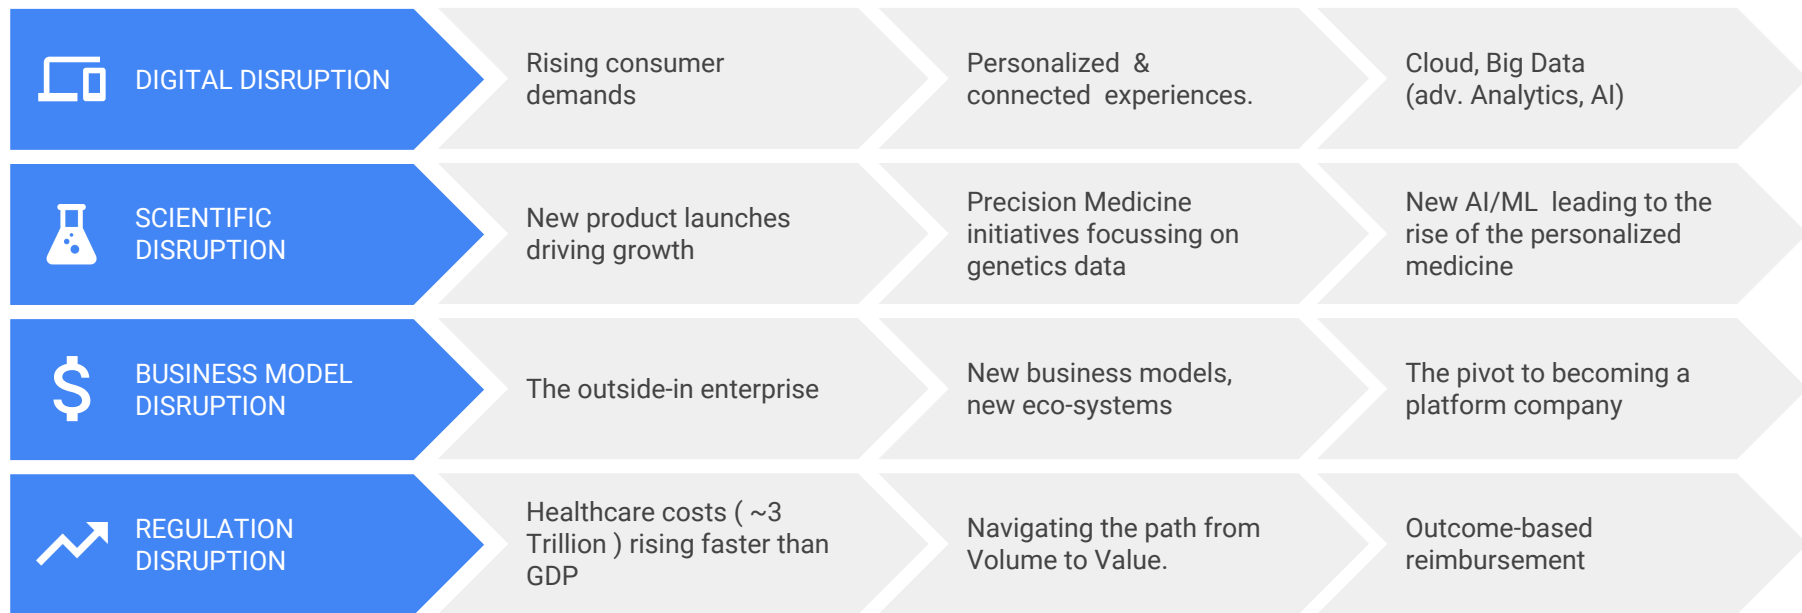 DIGITAL DISRUPTION
Rising consumer
demands
Personalized & 
connected experiences.
Cloud, Big Data
(adv. Analytics, AI)
SCIENTIFIC
DISRUPTION
New product launches
driving growth
Precision Medicine
initiatives focussing on
genetics data
New AI/ML leading to the
rise of the personalized
medicine
BUSINESS MODEL
DISRUPTION
The outside-in enterprise
New business models,
new eco-systems
The pivot to becoming a
platform company
REGULATION
DISRUPTION
Healthcare costs ( ~3
Trillion ) rising faster than
GDP
Navigating the path from
Volume to Value.
Outcome-based
reimbursement